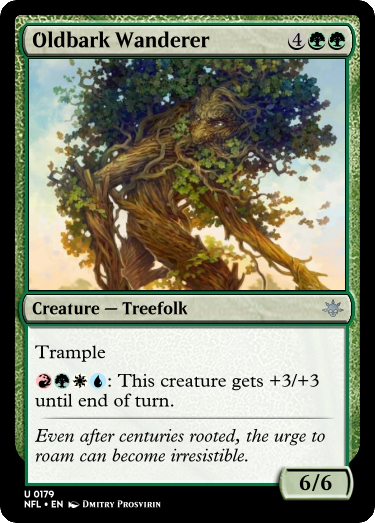 Oldbark Wanderer 4
Creature — Treefolk
Trample
: This creature gets +3/+3
until end of turn.
Even after centuries rooted, the urge to
roam can become irresistible.
6/6
U 0179
NFL • EN Dmitry Prosvirin